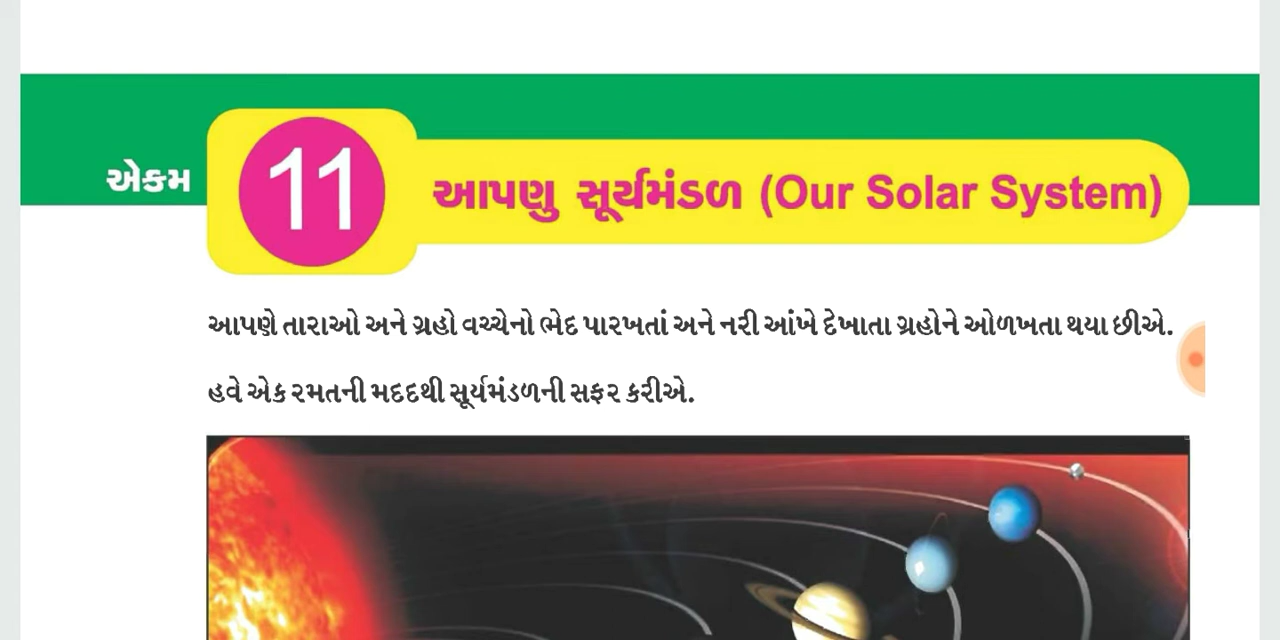 એકમ 11 આપણુ સૂર્યમંડળ (Our Solar System)
આપણે તારાઓ અને ગ્રહો વચ્ચેનો ભેદ પારખતાં અને નરી આંખે દેખાતા ગ્રહોને ઓળખતા થયા છીએ.
હવે એક રમતની મદદથી સૂર્યમંડળની સફર કરીએ.